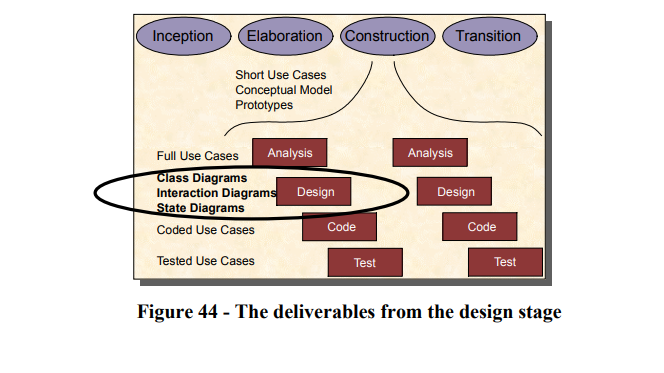 Inception Elaboration Construction Transition
Short Use Cases
Conceptual Model
Prototypes
Full Use Cases Analysis Analysis
Class Diagrams
Interaction Diagrams Design Design
State Diagrams
Coded Use Cases Code Code
Tested Use Cases Test Test
Figure 44 - The deliverables from the design stage